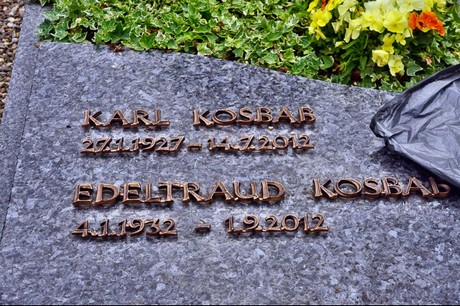 KARL KOSBAB
27.1.1927 - 14.7.2012
EDELTRAUD KOSBAB
4.1.1932 - 1.9.2012